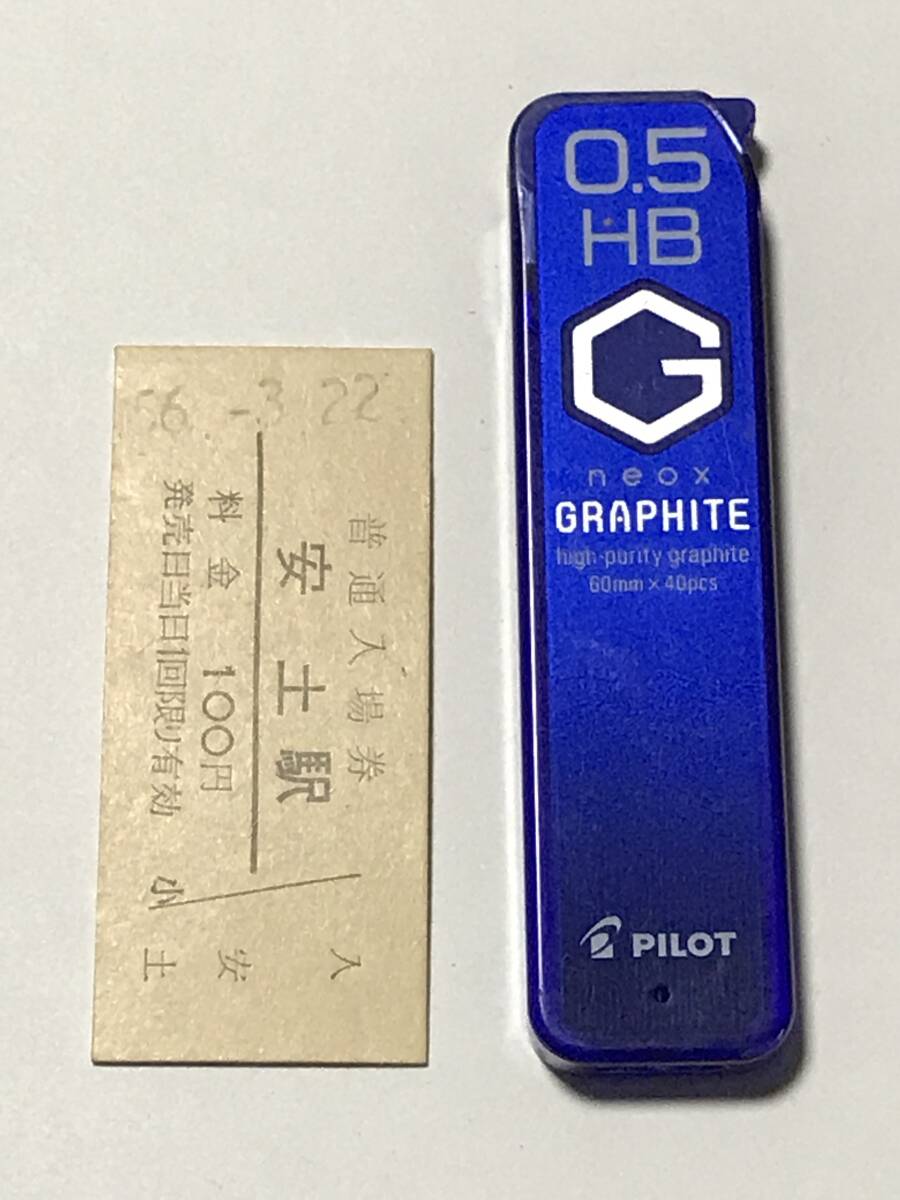 56 -3 22
普通入場券
安土駅
料金 100円
発売日当日1回限り有効
小
入
安
土
0.5
HB
G
neox
GRAPHITE
high-purity graphite
60mm×40pcs
PILOT